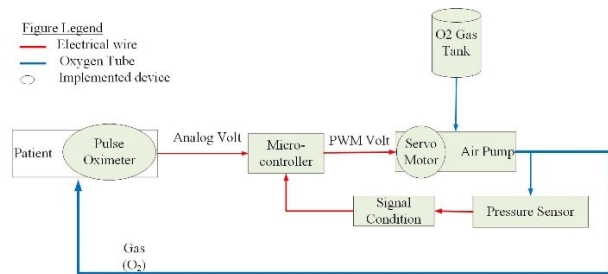 Figure Legend
Electrical wire
Oxygen Tube
Implemented device
O2 Gas
Tank
Patient
Pulse
Oximeter
Analog Volt
Micro-
controller
PWM Volt
Servo
Motor
Air Pump
Signal
Condition
Pressure Sensor
Gas
(O₂)